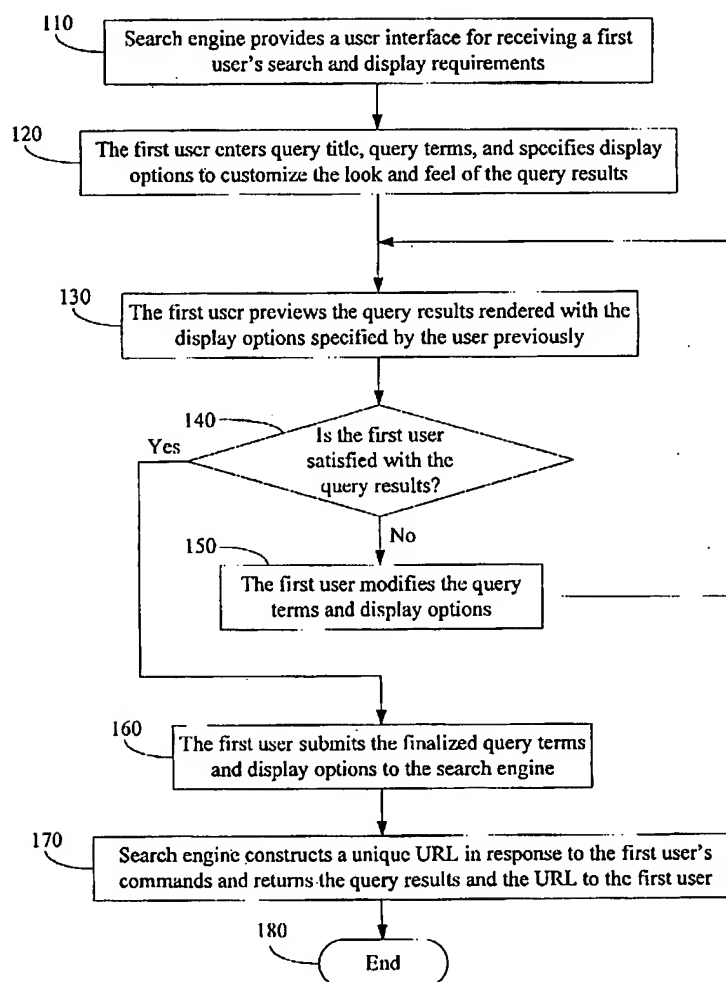 110
Search engine provides a user interface for receiving a first
user's search and display requirements
120
The first user enters query title, query terms, and specifies display
options to customize the look and feel of the query results
130
The first user previews the query results rendered with the
display options specified by the user previously
140
Yes
Is the first user
satisfied with the
query results?
No
150
The first user modifies the query
terms and display options
160
The first user submits the finalized query terms
and display options to the search engine
170
Search engine constructs a unique URL in response to the first user's
commands and returns the query results and the URL to the first user
180
End